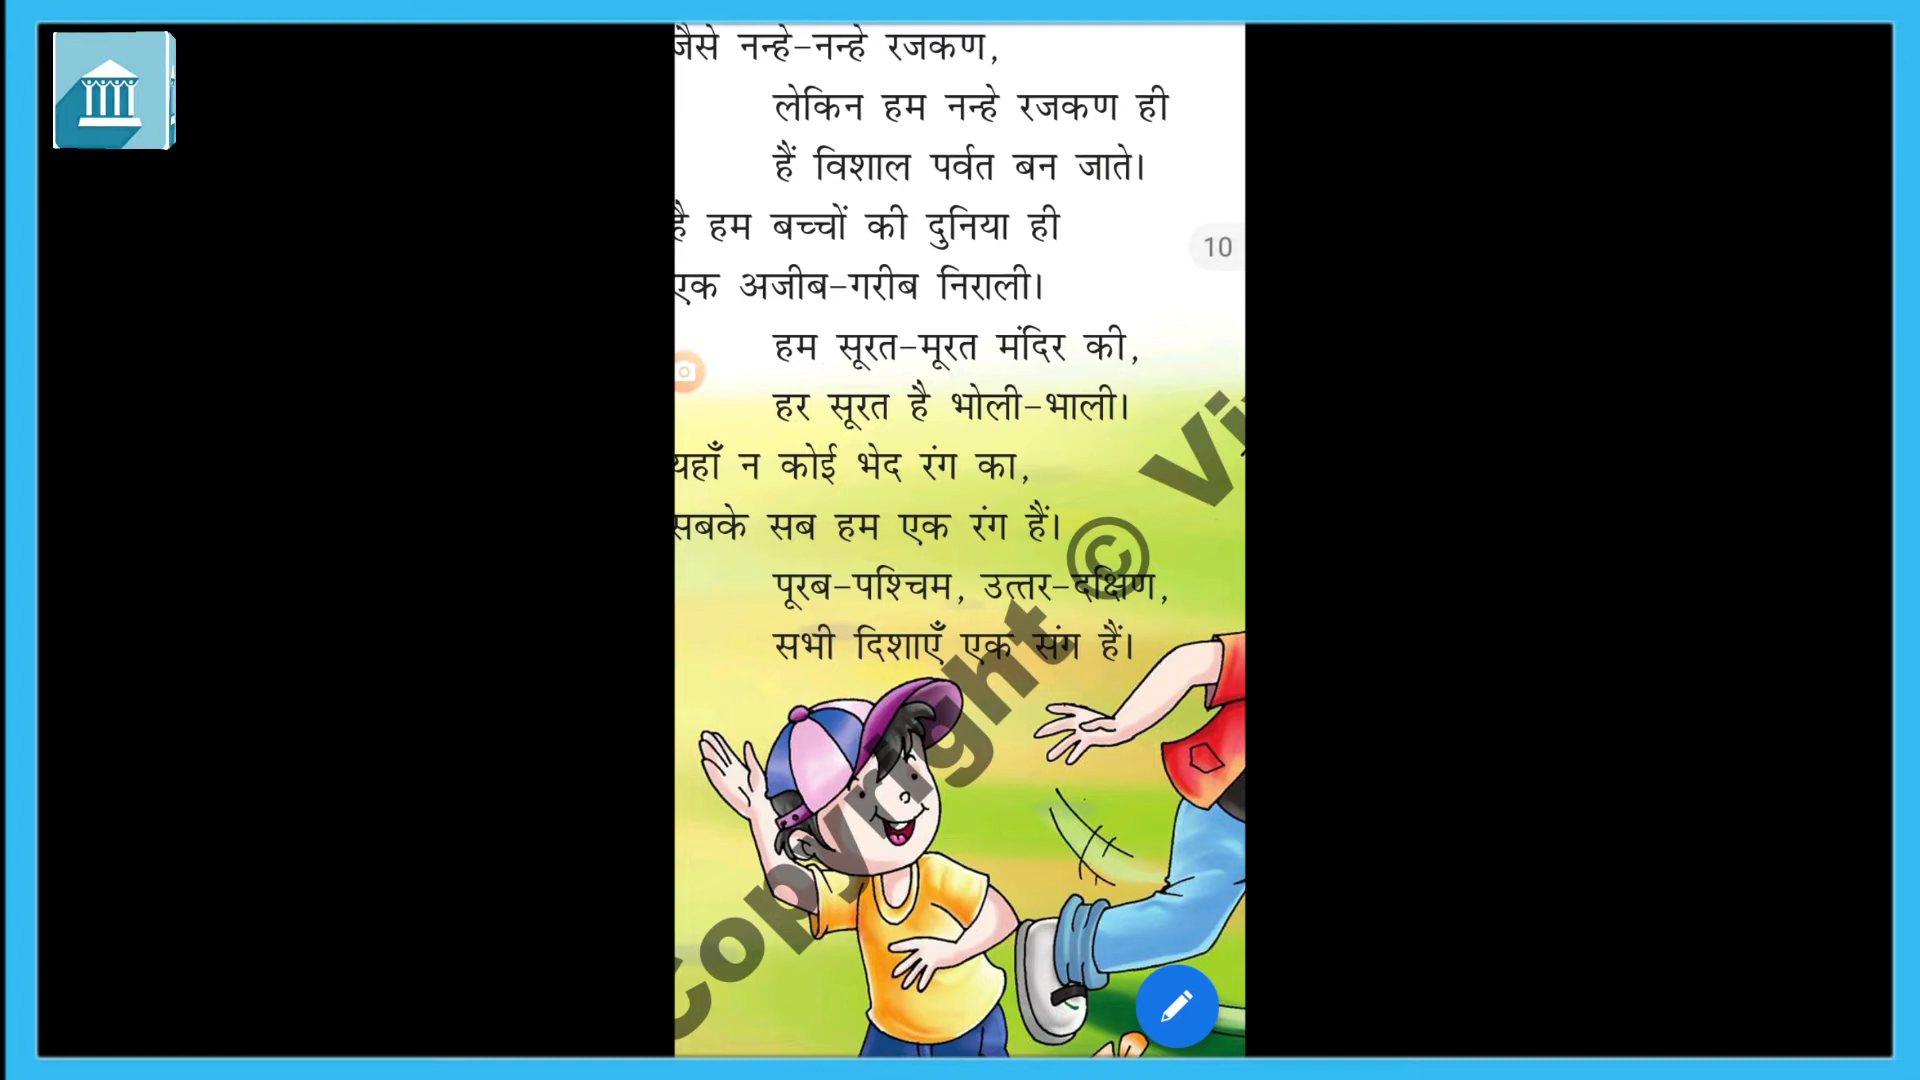 जैसे नन्हे-नन्हे रजकण,
लेकिन हम नन्हे रजकण ही
हैं विशाल पर्वत बन जाते।
है हम बच्चों की दुनिया ही
10
एक अजीब-गरीब निराली।
हम सूरत-मूरत मंदिर की,
हर सूरत है भोली-भाली।
यहाँ न कोई भेद रंग का,
सबके सब हम एक रंग हैं।
पूरब-पश्चिम, उत्तर-दक्षिण,
सभी दिशाएँ एक संग हैं।
Copyright © Vi